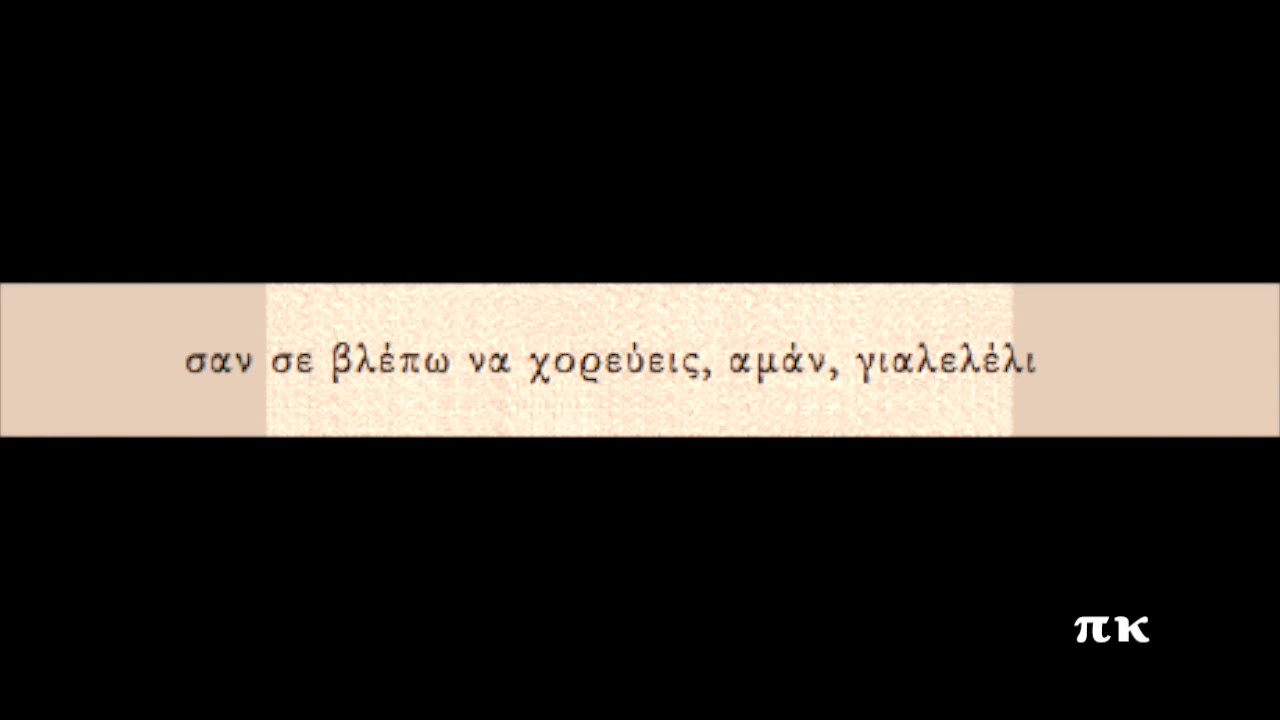 σαν σε βλέπω να χορεύεις, αμάν, γιαλελέλι
πκ